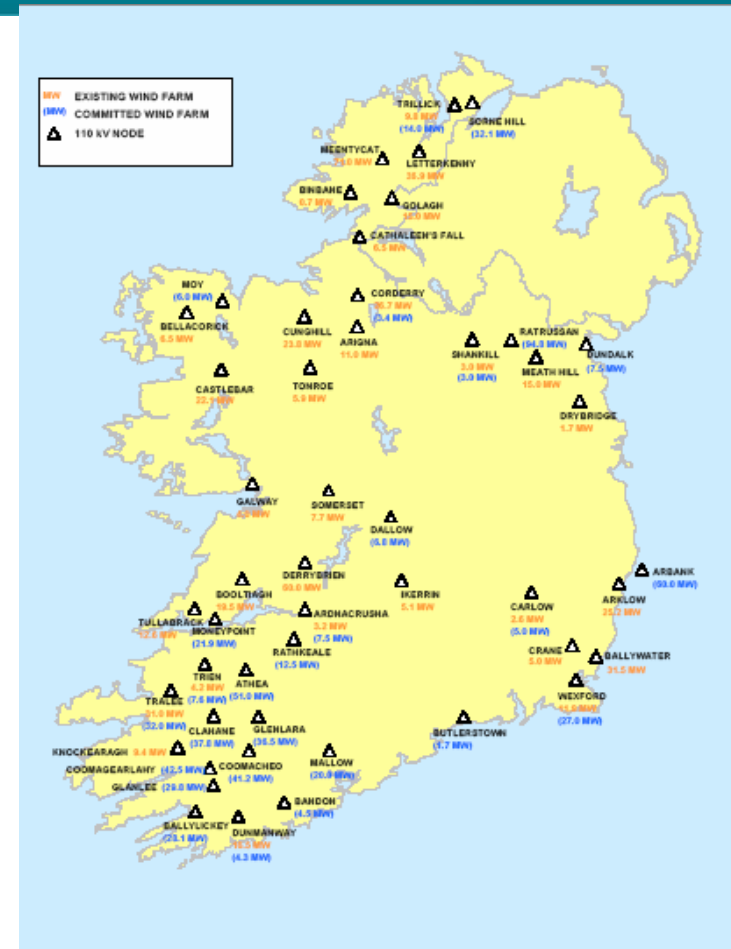 MW EXISTING WIND FARM
(MW) COMMITTED WIND FARM
110 kV NODE
TRILLICK
9.8 MW
(14.0 MW)
SORNE HILL
(32.1 MW)
MEENTYCAT
LETTERKENNY
BINBANE
0.7 MW
GOLAGH
15.0 MW
CATHALEEN'S FALL
6.5 MW
MOY
(6.0 MW)
BELLACORICK
6.5 MW
CORDERRY
(3.4 MW)
CUNGHILL
23.8 MW
ARIGNA
11.0 MW
SHANKILL
3.0 MW
(3.0 MW)
RATRUSSAN
MEATH HILL
15.0 MW
DUNDALK
(7.5 MW)
CASTLEBAR
TONROE
5.9 MW
DRYBRIDGE
1.7 MW
GALWAY
SOMERSET
7.7 MW
DALLOW
DERRYBRIEN
60.0 MW
BOOLTIAGH
19.5 MW
IKERRIN
5.1 MW
ARBANK
(60.0 MW)
ARKLOW
25.2 MW
CARLOW
2.6 MW
(5.0 MW)
TULLABRACK
MONEYPOINT
(21.9 MW)
ARDNACRUSHA
3.2 MW
(7.5 MW)
RATHKEALE
(12.5 MW)
CRANE
5.0 MW
BALLYWATER
31.5 MW
TRIEN
4.2 MW
(7.6 MW)
ATHEA
(51.0 MW)
WEXFORD
(27.0 MW)
TRALEE
(32.0 MW)
CLAHANE
(37.8 MW)
GLENLARA
BUTLERSTOWN
(1.7 MW)
KNOCKEARAGH 9.4 MW
COOMAGEARLAHY (42.5 MW)
COOMACHEO
(41.2 MW)
MALLOW
GLANLEE (29.8 MW)
BANDON
(4.5 MW)
BALLYLICKEY
DUNMANWAY
(4.3 MW)